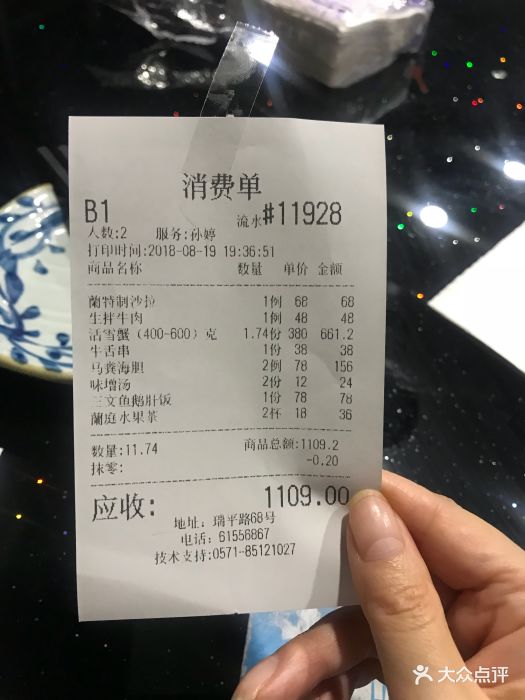 消费单
B1 流水#11928
人数:2 服务:孙婷
打印时间:2018-08-19 19:36:51
商品名称 数量 单价 金额
蘭特制沙拉 1例 68 68
生拌牛肉 1例 48 48
活雪蟹(400-600)克 1.74份 380 661.2
牛舌串 1份 38 38
马粪海胆 2例 78 156
味增汤 2份 12 24
三文鱼鹅肝饭 1份 78 78
蘭庭水果茶 2杯 18 36
数量:11.74 商品总额:1109.2
抹零: -0.20
应收: 1109.00
地址: 瑞平路68号
电话: 61556867
技术支持:0571-85121027
大众点评